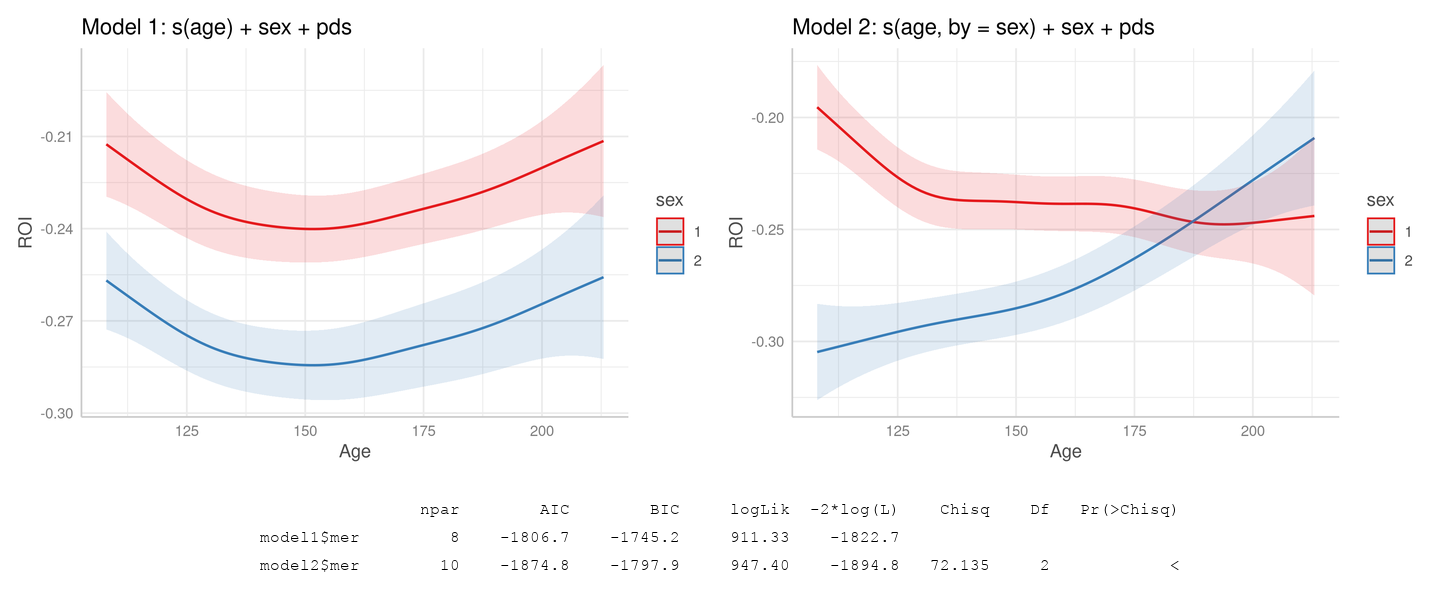 Model 1: s(age) + sex + pds
-0.21
-0.24
-0.27
-0.30
ROI
125 150 175 200
Age
sex
1
2
Model 2: s(age, by = sex) + sex + pds
-0.20
-0.25
-0.30
ROI
125 150 175 200
Age
sex
1
2
npar AIC BIC logLik -2*log(L) Chisq Df Pr(>Chisq)
model1$mer 8 -1806.7 -1745.2 911.33 -1822.7
model2$mer 10 -1874.8 -1797.9 947.40 -1894.8 72.135 2 <